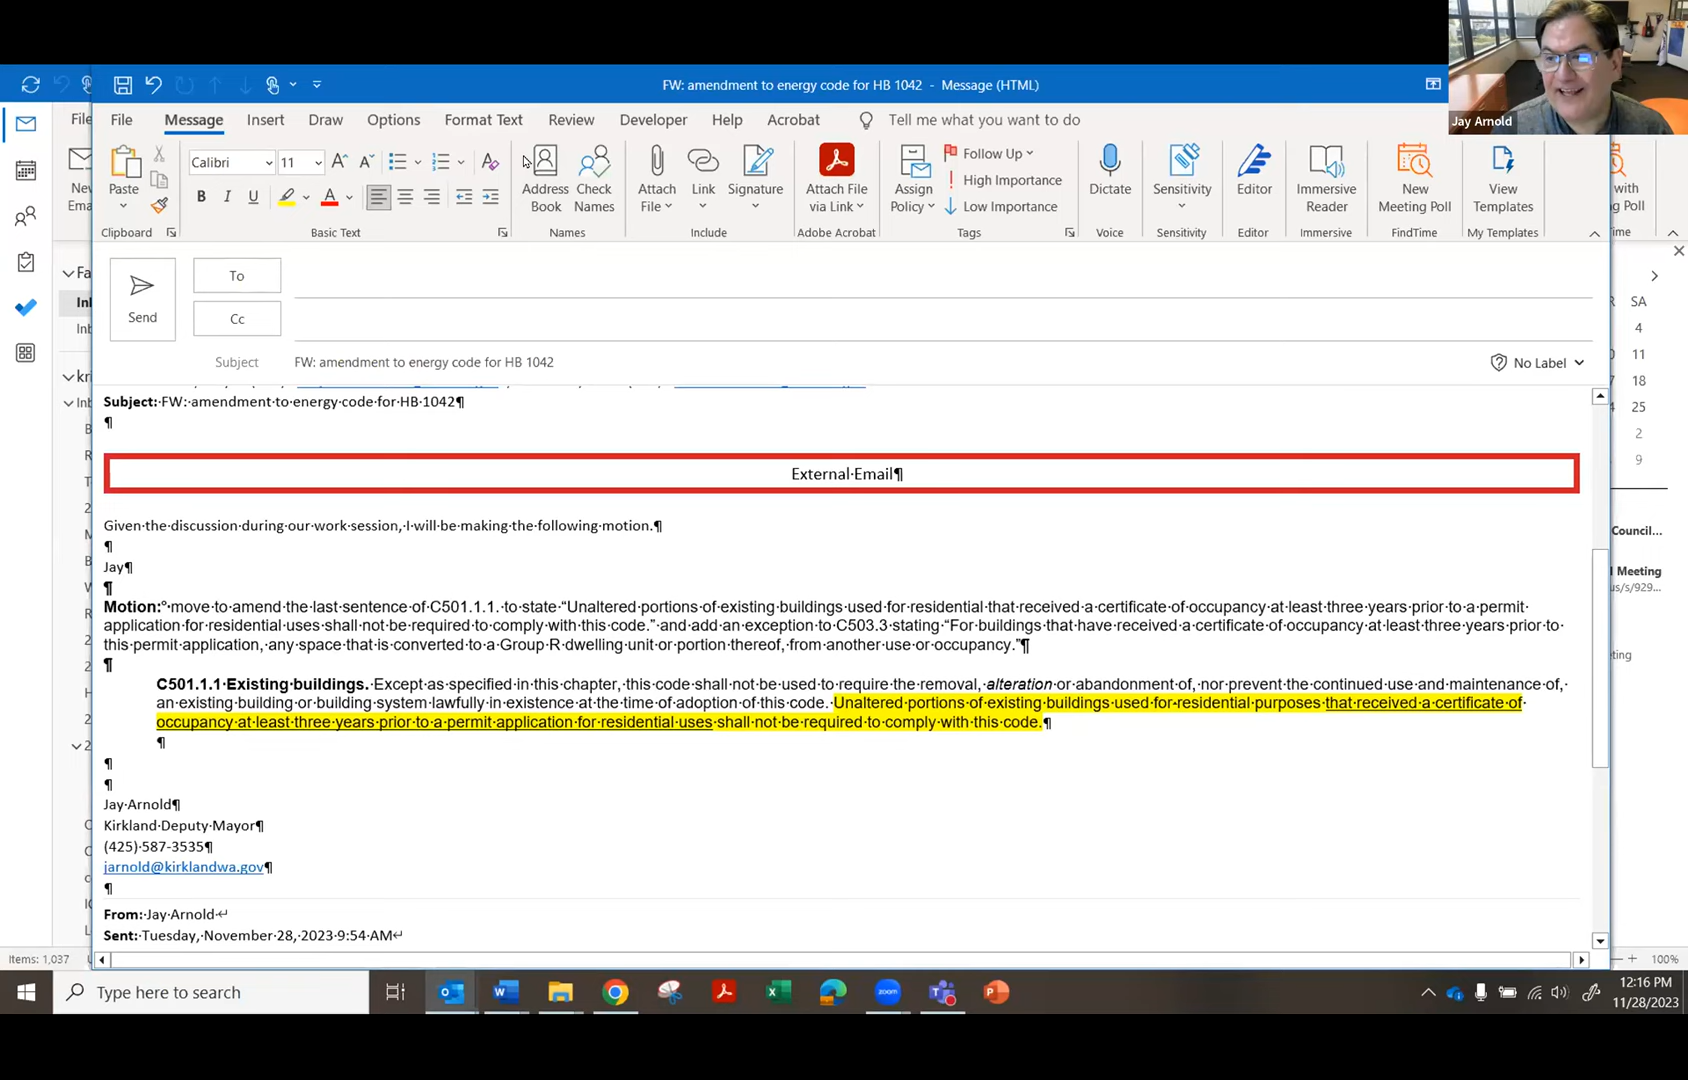 FW: amendment to energy code for HB 1042 - Message (HTML)
Jay Arnold
File Message Insert Draw Options Format Text Review Developer Help Acrobat Tell me what you want to do
Calibri 11
Paste
Address Book
Check Names
Attach File
Link
Signature
Attach File via Link
Assign Policy
Follow Up
High Importance
Low Importance
Dictate
Sensitivity
Editor
Immersive Reader
New Meeting Poll
View Templates
Clipboard Basic Text Names Include Adobe Acrobat Tags Voice Sensitivity Editor Immersive FindTime My Templates
Send
To
Cc
Subject FW: amendment to energy code for HB 1042
No Label
SA
4
11
18
25
2
9
Council...
Meeting
us/s/929...
Subject: FW: amendment to energy code for HB 1042¶
¶
External Email¶
Given the discussion during our work session, I will be making the following motion.¶
¶
Jay¶
¶
Motion:° move to amend the last sentence of C501.1.1. to state “Unaltered portions of existing buildings used for residential that received a certificate of occupancy at least three years prior to a permit
application for residential uses shall not be required to comply with this code.” and add an exception to C503.3 stating “For buildings that have received a certificate of occupancy at least three years prior to
this permit application, any space that is converted to a Group R dwelling unit or portion thereof, from another use or occupancy.”¶
¶
C501.1.1 Existing buildings. Except as specified in this chapter, this code shall not be used to require the removal, alteration or abandonment of, nor prevent the continued use and maintenance of,
an existing building or building system lawfully in existence at the time of adoption of this code. Unaltered portions of existing buildings used for residential purposes that received a certificate of
occupancy at least three years prior to a permit application for residential uses shall not be required to comply with this code.¶
¶
¶
¶
Jay Arnold¶
Kirkland Deputy Mayor¶
(425) 587-3535¶
jarnold@kirklandwa.gov¶
¶
From: Jay Arnold
Sent: Tuesday, November 28, 2023 9:54 AM
Items: 1,037
100%
Type here to search
12:16 PM
11/28/2023